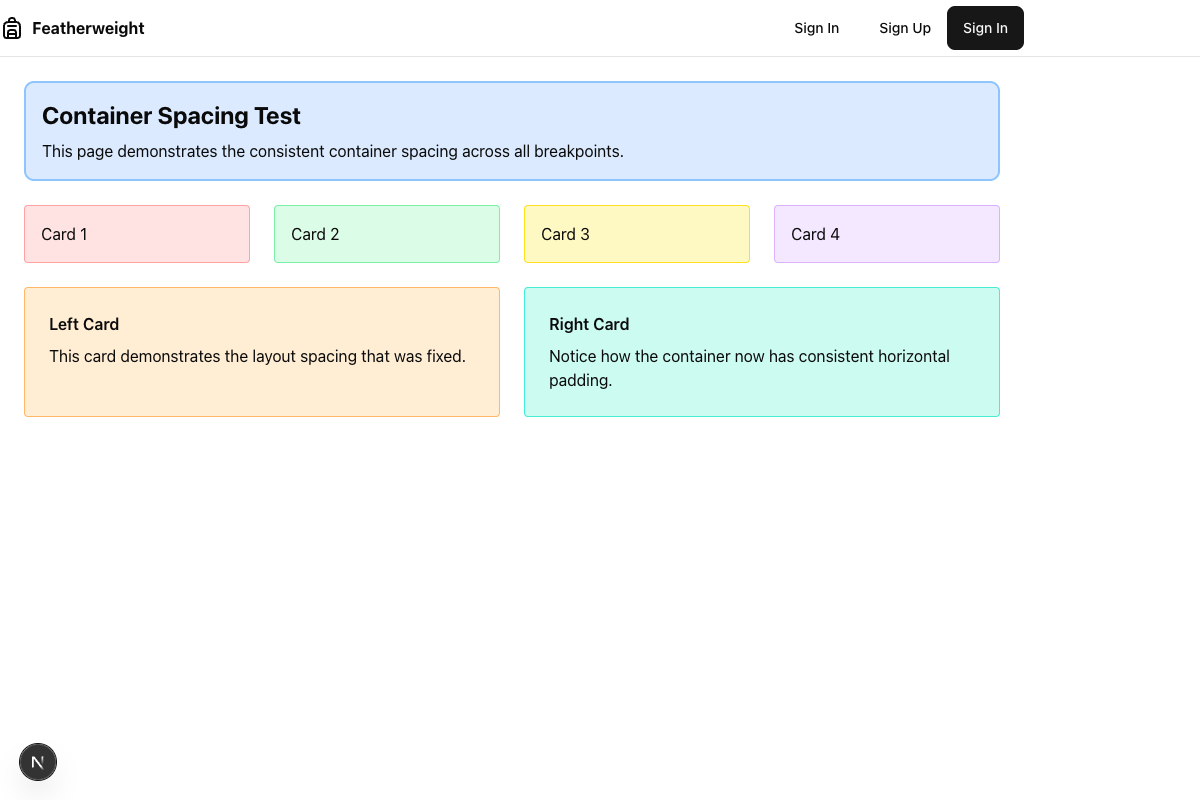 Featherweight
Sign In
Sign Up
Sign In
Container Spacing Test
This page demonstrates the consistent container spacing across all breakpoints.
Card 1
Card 2
Card 3
Card 4
Left Card
This card demonstrates the layout spacing that was fixed.
Right Card
Notice how the container now has consistent horizontal
padding.
N